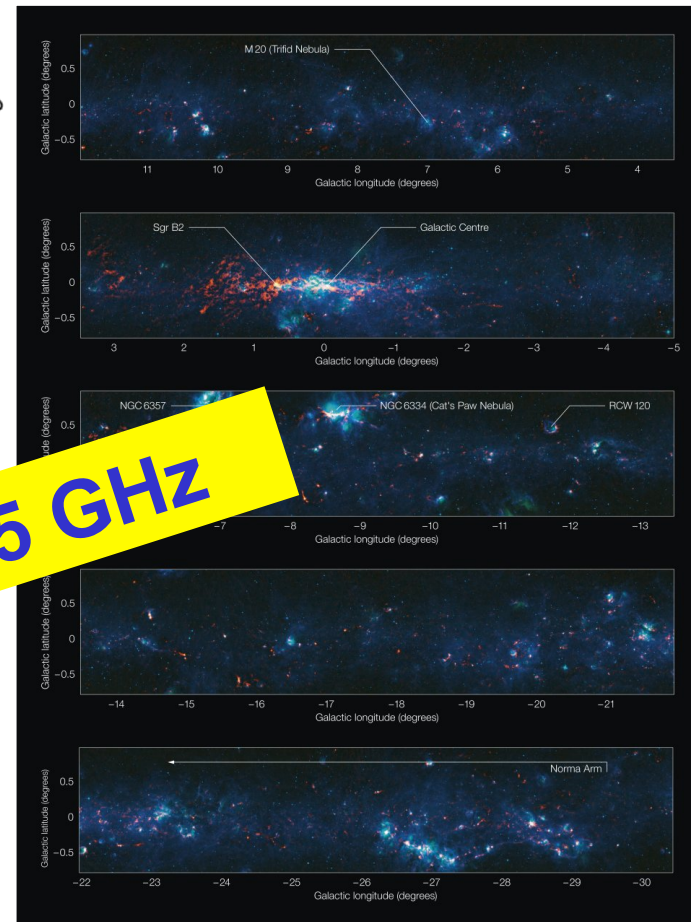 M 20 (Trifid Nebula)
Galactic latitude (degrees)
0.5
0
−0.5
11 10 9 8 7 6 5 4
Galactic longitude (degrees)
Sgr B2 Galactic Centre
Galactic latitude (degrees)
0.5
0
−0.5
3 2 1 0 −1 −2 −3 −4 −5
Galactic longitude (degrees)
NGC 6357 NGC 6334 (Cat's Paw Nebula) RCW 120
(degrees)
0.5
5 GHz
−7 −8 −9 −10 −11 −12 −13
Galactic longitude (degrees)
Galactic latitude (degrees)
0.5
0
−0.5
−14 −15 −16 −17 −18 −19 −20 −21
Galactic longitude (degrees)
Norma Arm
Galactic latitude (degrees)
0.5
0
−0.5
−22 −23 −24 −25 −26 −27 −28 −29 −30
Galactic longitude (degrees)